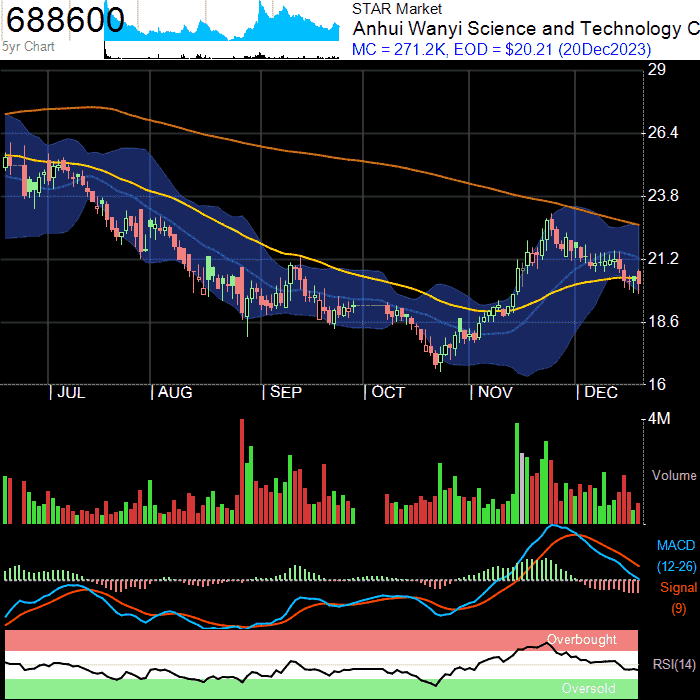 688600
5yr Chart
STAR Market
Anhui Wanyi Science and Technology C
MC = 271.2K, EOD = $20.21 (20Dec2023)
29
26.4
23.8
21.2
18.6
16
JUL AUG SEP OCT NOV DEC
4M
Volume
MACD
(12-26)
Signal
(9)
Overbought
RSI(14)
Oversold